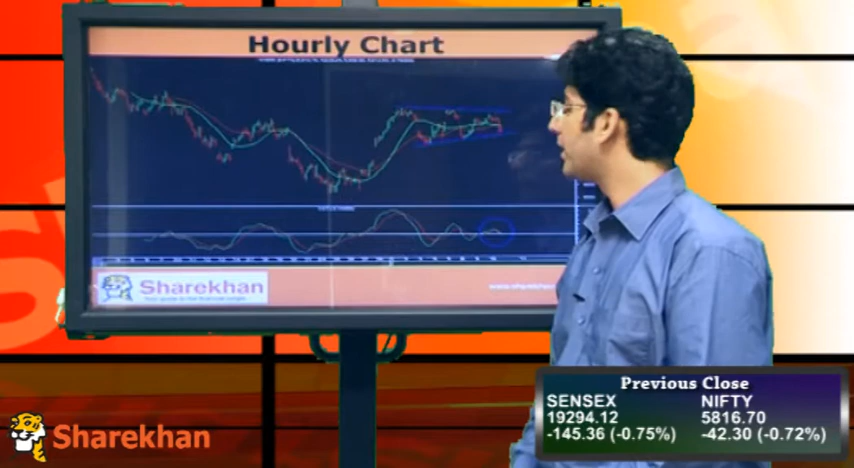 Hourly Chart
Sharekhan
Sharekhan
Previous Close
SENSEX NIFTY
19294.12 5816.70
-145.36 (-0.75%) -42.30 (-0.72%)